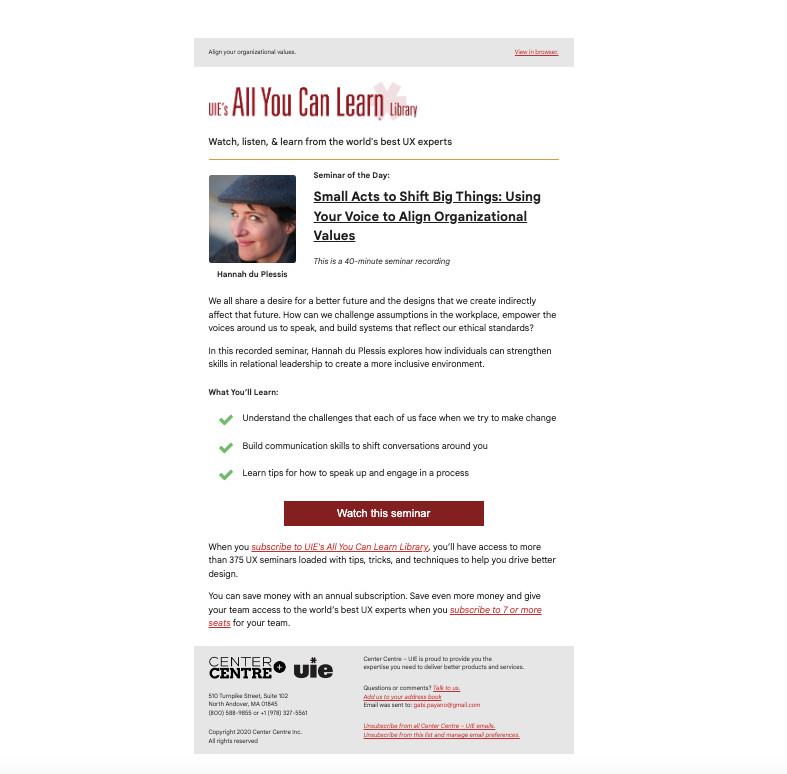 Align your organizational values.
View in browser.
UIE's All You Can Learn Library
Watch, listen, & learn from the world's best UX experts
Seminar of the Day:
Small Acts to Shift Big Things: Using
Your Voice to Align Organizational
Values
This is a 40-minute seminar recording
Hannah du Plessis
We all share a desire for a better future and the designs that we create indirectly
affect that future. How can we challenge assumptions in the workplace, empower the
voices around us to speak, and build systems that reflect our ethical standards?
In this recorded seminar, Hannah du Plessis explores how individuals can strengthen
skills in relational leadership to create a more inclusive environment.
What You'll Learn:
Understand the challenges that each of us face when we try to make change
Build communication skills to shift conversations around you
Learn tips for how to speak up and engage in a process
Watch this seminar
When you subscribe to UIE's All You Can Learn Library, you'll have access to more
than 375 UX seminars loaded with tips, tricks, and techniques to help you drive better
design.
You can save money with an annual subscription. Save even more money and give
your team access to the world's best UX experts when you subscribe to 7 or more
seats for your team.
CENTER
CENTRE + uie
510 Turnpike Street, Suite 102
North Andover, MA 01845
(800) 588-9855 or +1 (978) 327-5561
Copyright 2020 Center Centre Inc.
All rights reserved
Center Centre – UIE is proud to provide you the
expertise you need to deliver better products and services.
Questions or comments? Talk to us.
Add us to your address book
Email was sent to: gabi.payano@gmail.com
Unsubscribe from all Center Centre – UIE emails.
Unsubscribe from this list and manage email preferences.